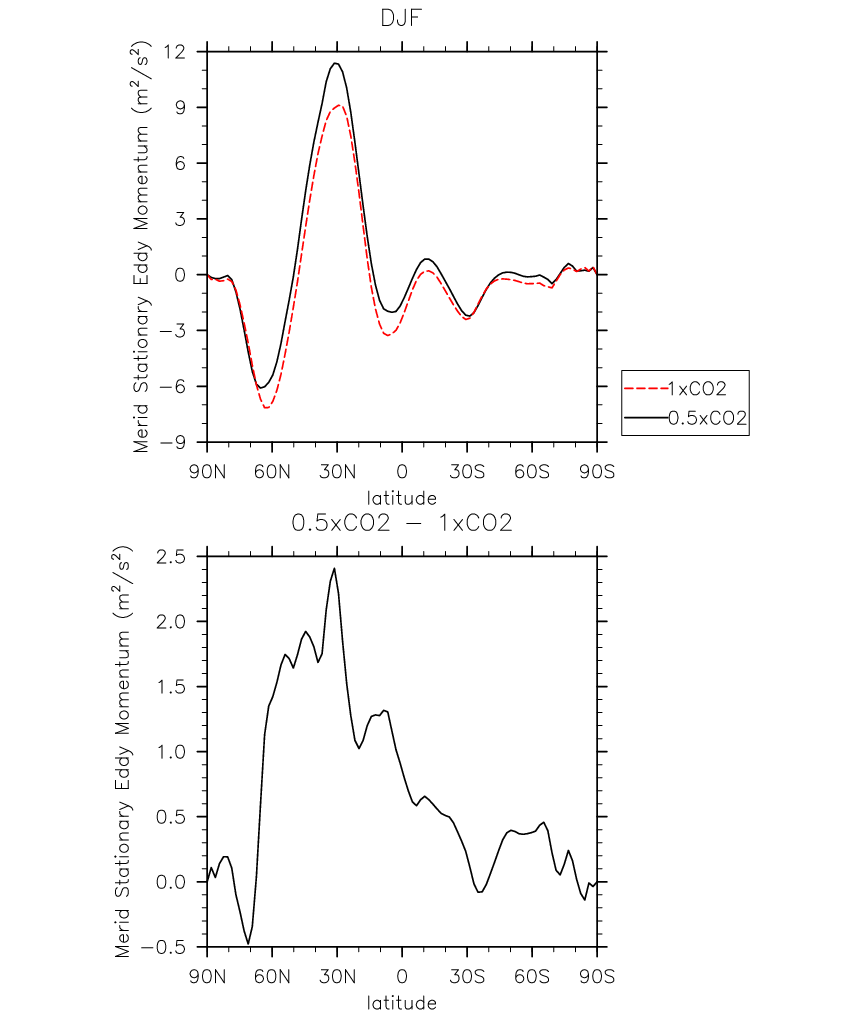 DJF
Merid Stationary Eddy Momentum (m²/s²)
12
9
6
3
0
−3
−6
−9
90N 60N 30N 0 30S 60S 90S
latitude
1xCO2
0.5xCO2
0.5xCO2 − 1xCO2
Merid Stationary Eddy Momentum (m²/s²)
2.5
2.0
1.5
1.0
0.5
0.0
−0.5
90N 60N 30N 0 30S 60S 90S
latitude